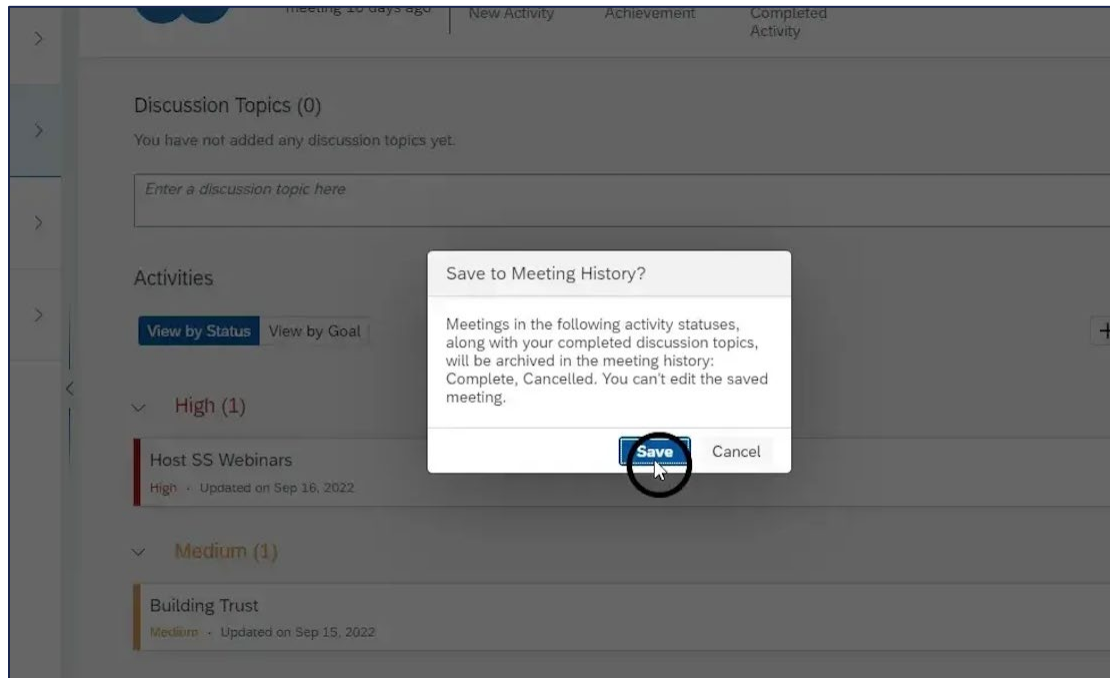 meeting 10 days ago
New Activity
Achievement
Completed
Activity
Discussion Topics (0)
You have not added any discussion topics yet.
Enter a discussion topic here
Activities
View by Status View by Goal
High (1)
Host SS Webinars
High · Updated on Sep 16, 2022
Medium (1)
Building Trust
Medium · Updated on Sep 15, 2022
Save to Meeting History?
Meetings in the following activity statuses,
along with your completed discussion topics,
will be archived in the meeting history:
Complete, Cancelled. You can't edit the saved
meeting.
Save Cancel